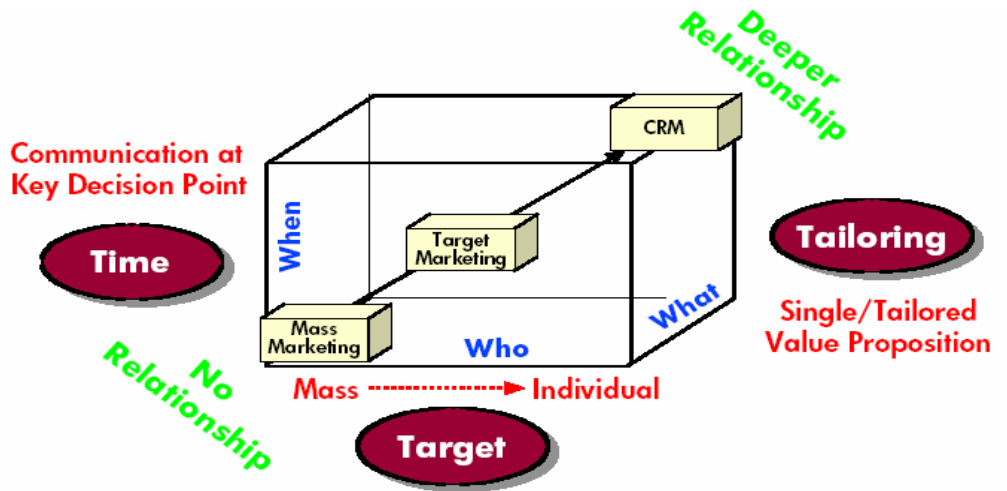 Deeper
Relationship
CRM
Communication at
Key Decision Point
When
Target
Marketing
Tailoring
Time
What
Single/Tailored
Value Proposition
Mass
Marketing
Who
No
Relationship
Mass
Individual
Target